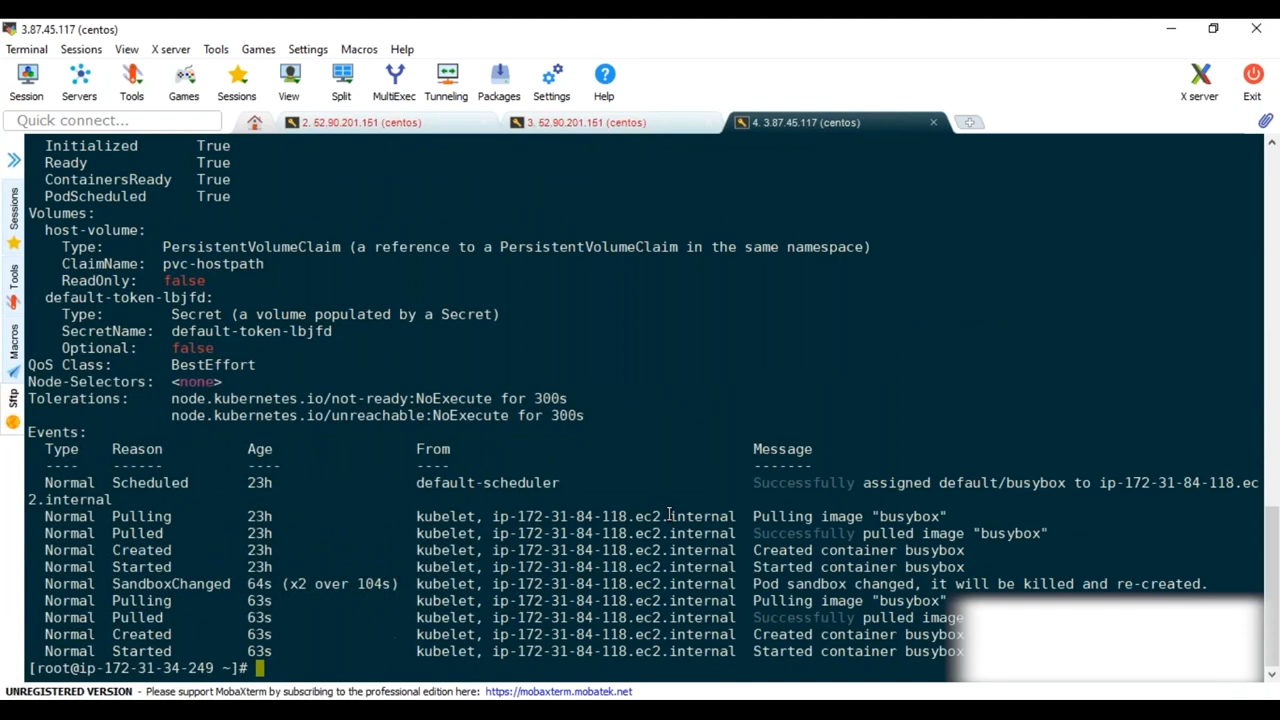 3.87.45.117 (centos)
Terminal Sessions View X server Tools Games Settings Macros Help
Session Servers Tools Games Sessions View Split MultiExec Tunneling Packages Settings Help X server Exit
Quick connect... 2. 52.90.201.151 (centos) 3. 52.90.201.151 (centos) 4. 3.87.45.117 (centos)
Sessions
Tools
Macros
Sftp
Initialized True
Ready True
ContainersReady True
PodScheduled True
Volumes:
host-volume:
Type: PersistentVolumeClaim (a reference to a PersistentVolumeClaim in the same namespace)
ClaimName: pvc-hostpath
ReadOnly: false
default-token-lbjfd:
Type: Secret (a volume populated by a Secret)
SecretName: default-token-lbjfd
Optional: false
QoS Class: BestEffort
Node-Selectors: <none>
Tolerations: node.kubernetes.io/not-ready:NoExecute for 300s
node.kubernetes.io/unreachable:NoExecute for 300s
Events:
Type Reason Age From Message
---- ------ ---- ---- -------
Normal Scheduled 23h default-scheduler Successfully assigned default/busybox to ip-172-31-84-118.ec
2.internal
Normal Pulling 23h kubelet, ip-172-31-84-118.ec2.internal Pulling image "busybox"
Normal Pulled 23h kubelet, ip-172-31-84-118.ec2.internal Successfully pulled image "busybox"
Normal Created 23h kubelet, ip-172-31-84-118.ec2.internal Created container busybox
Normal Started 23h kubelet, ip-172-31-84-118.ec2.internal Started container busybox
Normal SandboxChanged 64s (x2 over 104s) kubelet, ip-172-31-84-118.ec2.internal Pod sandbox changed, it will be killed and re-created.
Normal Pulling 63s kubelet, ip-172-31-84-118.ec2.internal Pulling image "busybox"
Normal Pulled 63s kubelet, ip-172-31-84-118.ec2.internal Successfully pulled image
Normal Created 63s kubelet, ip-172-31-84-118.ec2.internal Created container busybox
Normal Started 63s kubelet, ip-172-31-84-118.ec2.internal Started container busybox
[root@ip-172-31-34-249 ~]#
UNREGISTERED VERSION - Please support MobaXterm by subscribing to the professional edition here: https://mobaxterm.mobatek.net